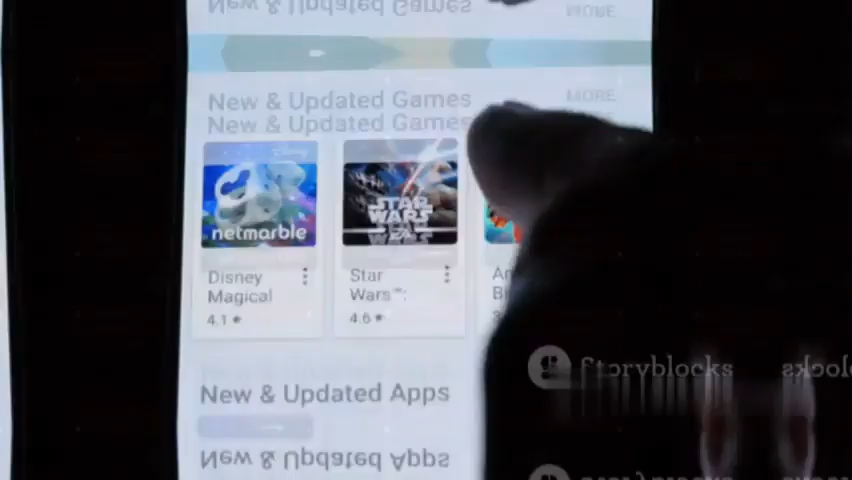 New & Updated Games
MORE
New & Updated Games
MORE
New & Updated Games
netmarble
STAR WARS
EA
Disney Magical
4.1
Star Wars™:
4.6
New & Updated Apps
New & Updated Apps
Storyblocks